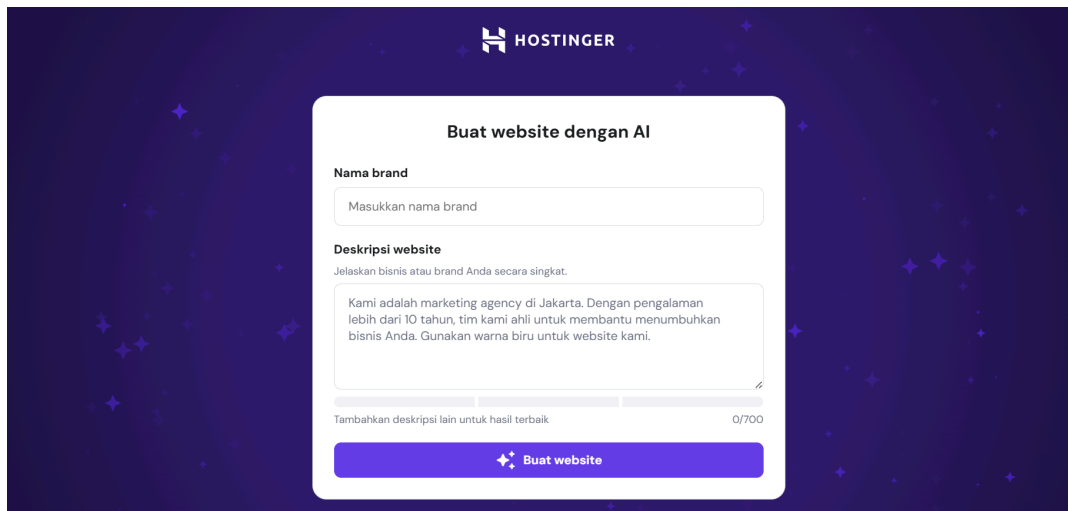 HOSTINGER
Buat website dengan AI
Nama brand
Masukkan nama brand
Deskripsi website
Jelaskan bisnis atau brand Anda secara singkat.
Kami adalah marketing agency di Jakarta. Dengan pengalaman
lebih dari 10 tahun, tim kami ahli untuk membantu menumbuhkan
bisnis Anda. Gunakan warna biru untuk website kami.
Tambahkan deskripsi lain untuk hasil terbaik 0/700
Buat website